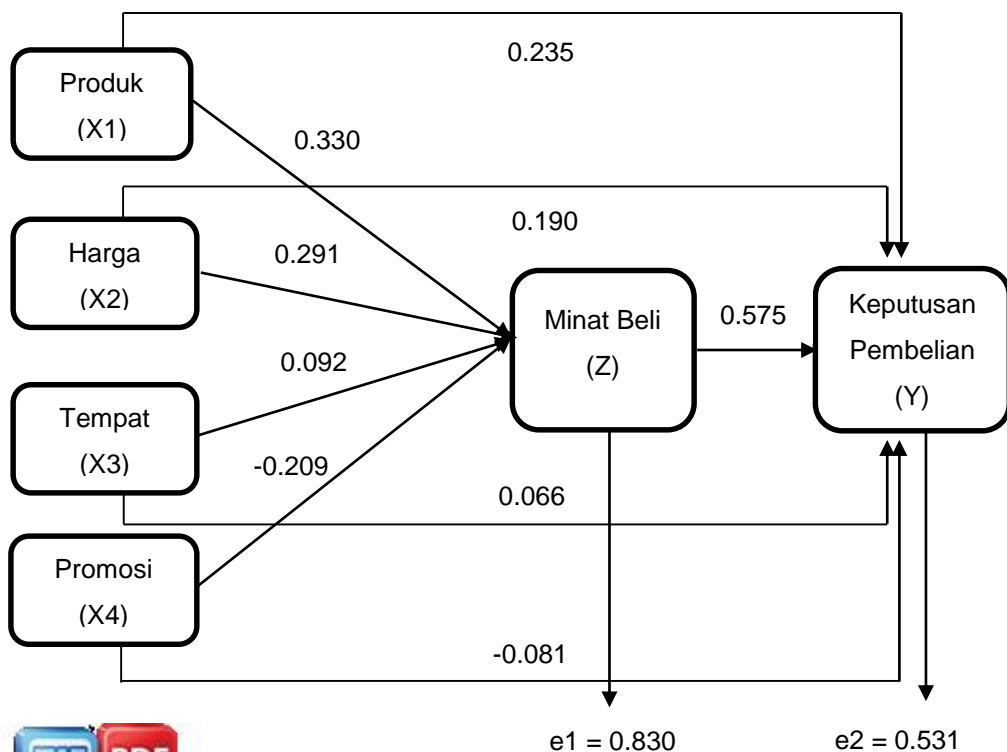 0.235
Produk
(X1)
0.330
0.190
Harga
(X2)
0.291
Minat Beli
(Z)
0.575
Keputusan
Pembelian
(Y)
0.092
Tempat
(X3)
-0.209
0.066
Promosi
(X4)
-0.081
e1 = 0.830
e2 = 0.531